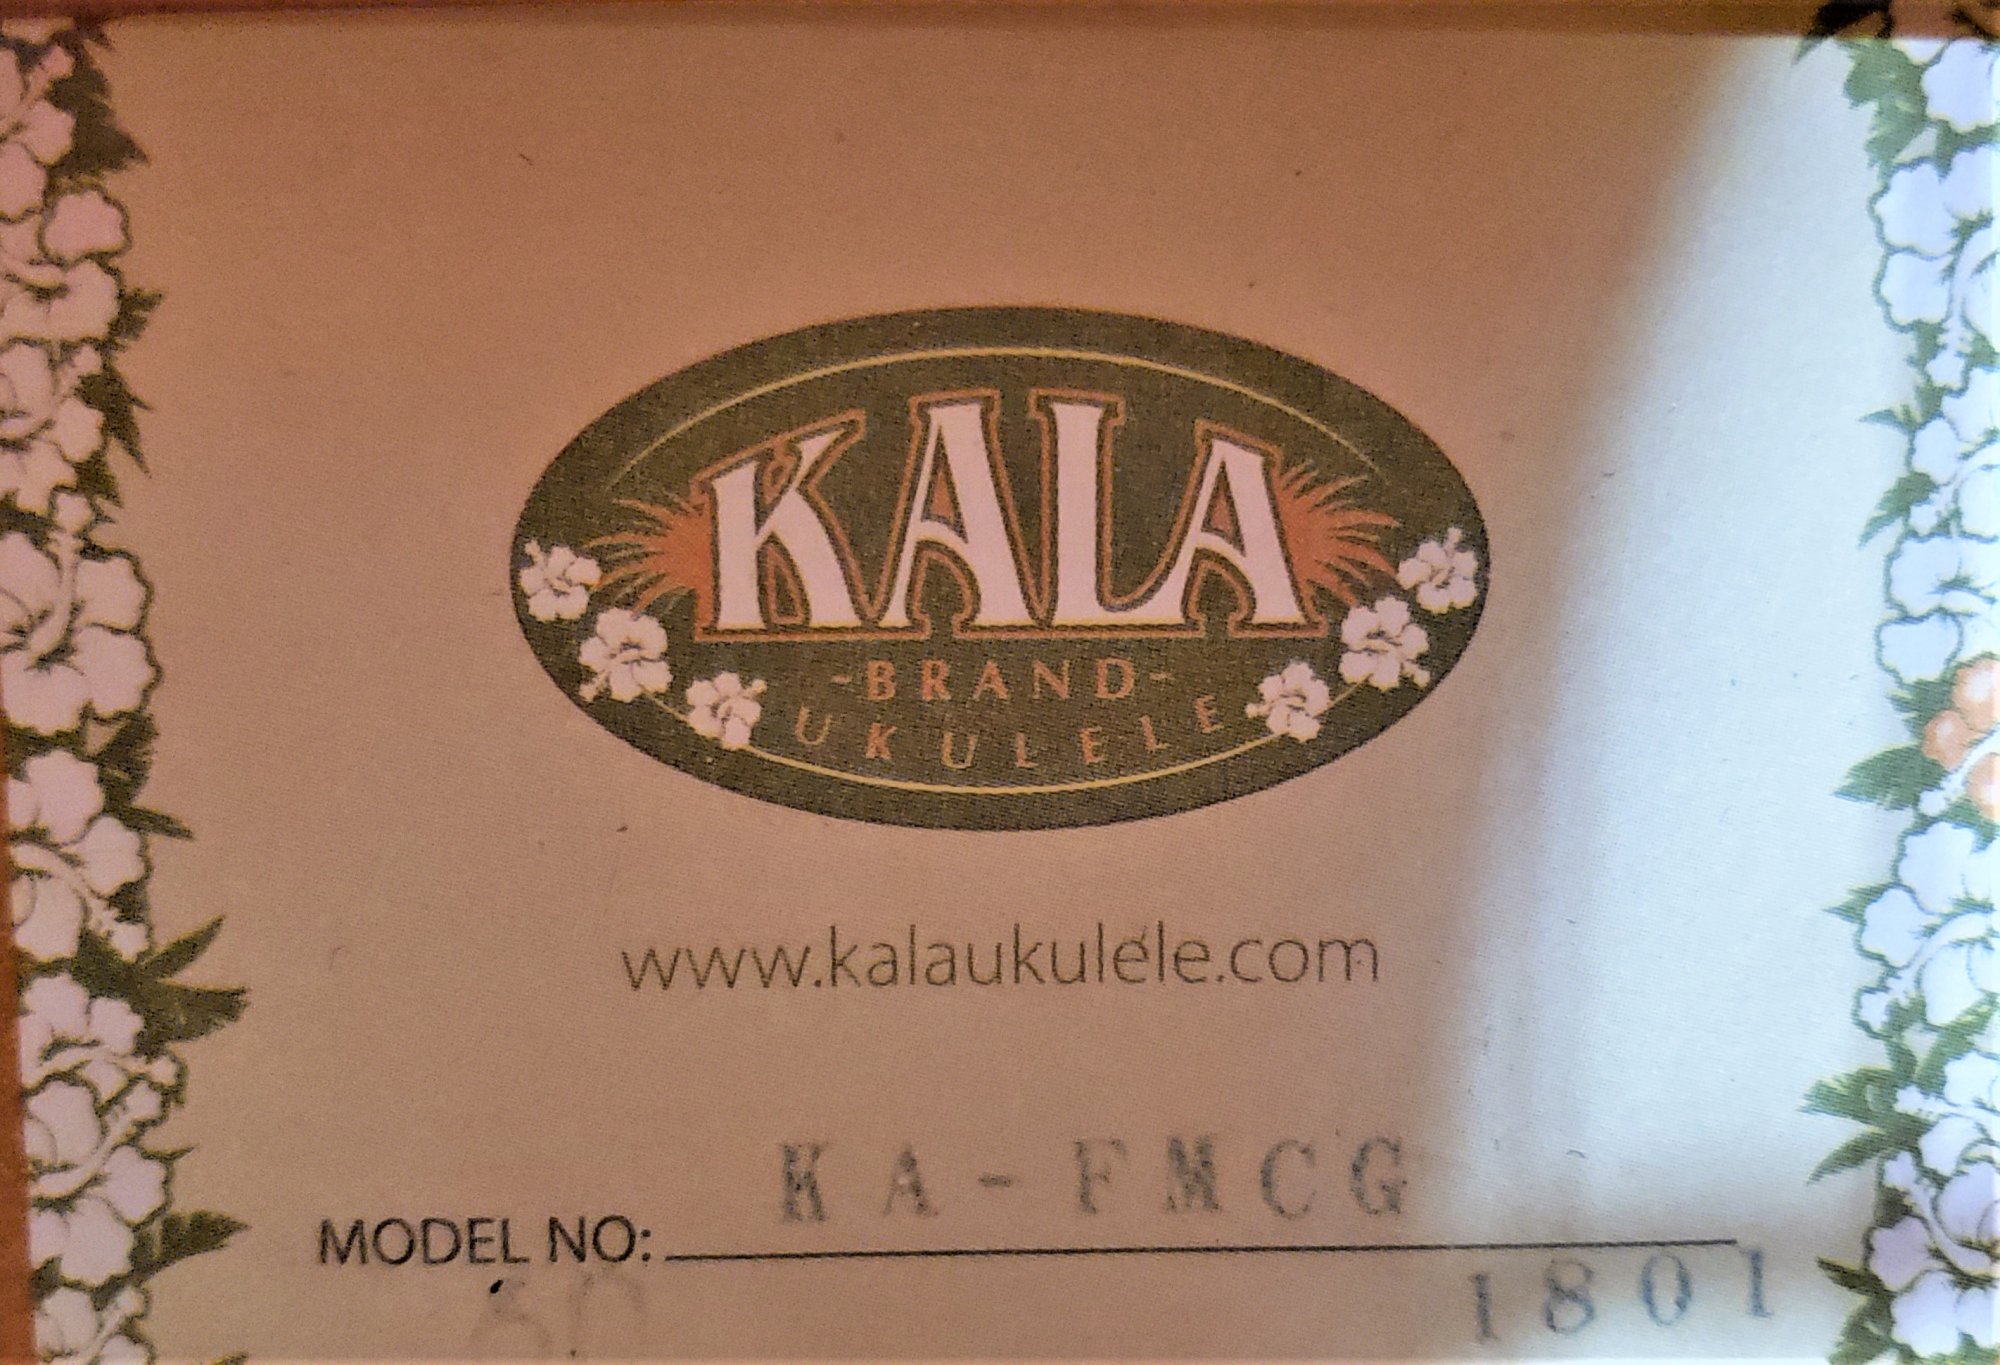 KALA
-BRAND-
UKULELE
www.kalaukulele.com
MODEL NO: KA-FMCG
1801